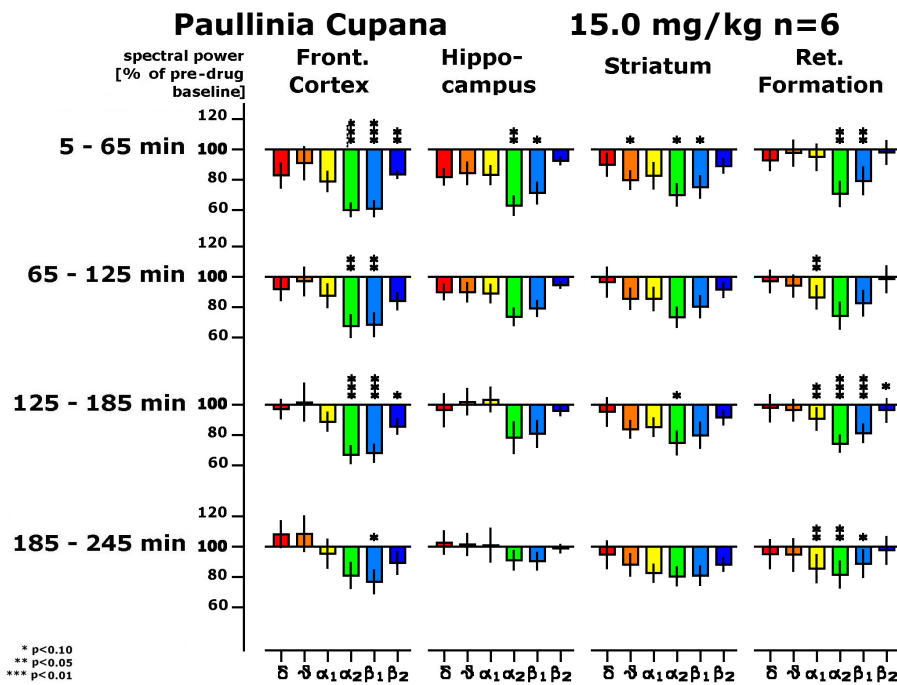 Paullinia Cupana 15.0 mg/kg n=6
spectral power
[% of pre-drug
baseline]
Front.
Cortex
Hippo-
campus
Striatum
Ret.
Formation
120
*** *** ** ** * * * * ** **
5 - 65 min 100
80
60
120
** ** **
65 - 125 min 100
80
60
*** *** * * ** *** *** *
125 - 185 min 100
80
60
120
* ** ** *
185 - 245 min 100
80
60
* p<0.10
** p<0.05
*** p<0.01
δ ϑ α1 α2 β1 β2 δ ϑ α1 α2 β1 β2 δ ϑ α1 α2 β1 β2 δ ϑ α1 α2 β1 β2